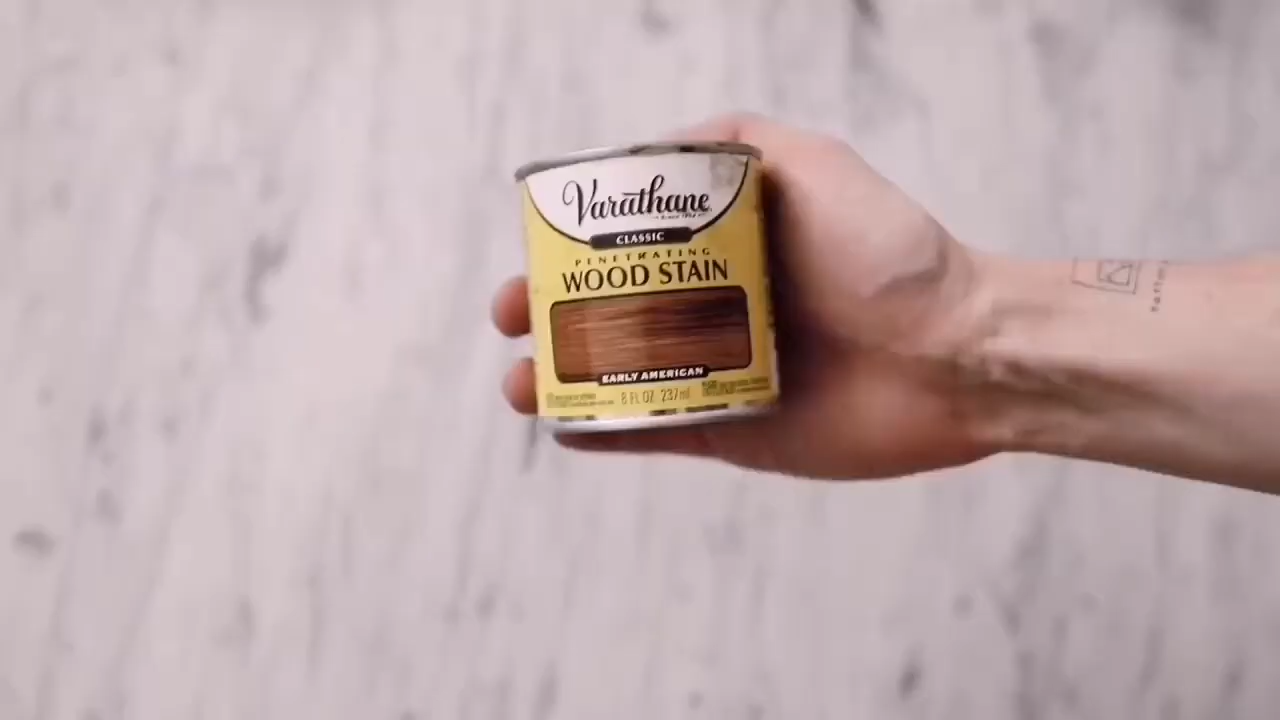 Varathane
CLASSIC
PENETRATING
WOOD STAIN
EARLY AMERICAN
8 FL OZ 237ml